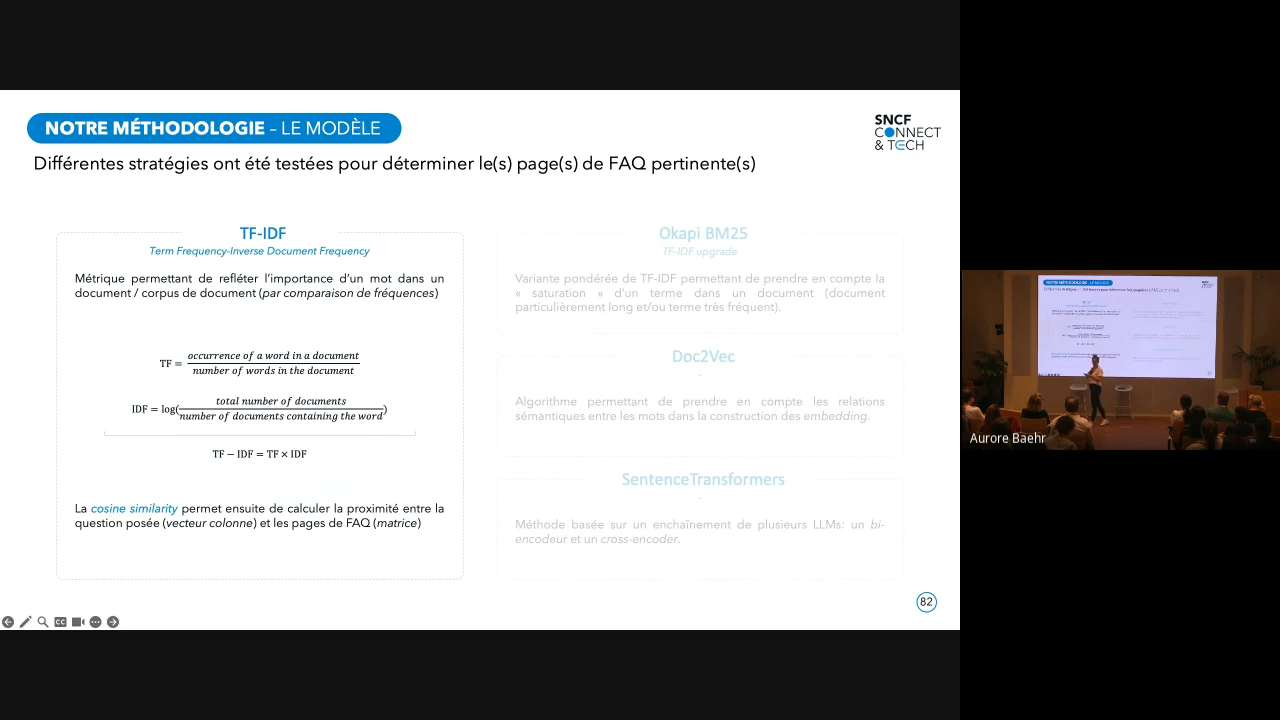 NOTRE MÉTHODOLOGIE – LE MODÈLE
SNCF
CONNECT
& TECH
Différentes stratégies ont été testées pour déterminer le(s) page(s) de FAQ pertinente(s)
TF-IDF
Term Frequency-Inverse Document Frequency
Métrique permettant de refléter l'importance d'un mot dans un
document / corpus de document (par comparaison de fréquences)
TF = occurrence of a word in a document
number of words in the document
IDF = log(total number of documents
number of documents containing the word)
TF − IDF = TF × IDF
La cosine similarity permet ensuite de calculer la proximité entre la
question posée (vecteur colonne) et les pages de FAQ (matrice)
Okapi BM25
TF-IDF upgrade
Variante pondérée de TF-IDF permettant de prendre en compte la
« saturation » d'un terme dans un document (document
particulièrement long et/ou terme très fréquent).
Doc2Vec
-
Algorithme permettant de prendre en compte les relations
sémantiques entre les mots dans la construction des embedding.
SentenceTransformers
-
Méthode basée sur un enchaînement de plusieurs LLMs: un bi-
encodeur et un cross-encoder.
82
CC
NOTRE MÉTHODOLOGIE - LE MODÈLE
Aurore Baehr